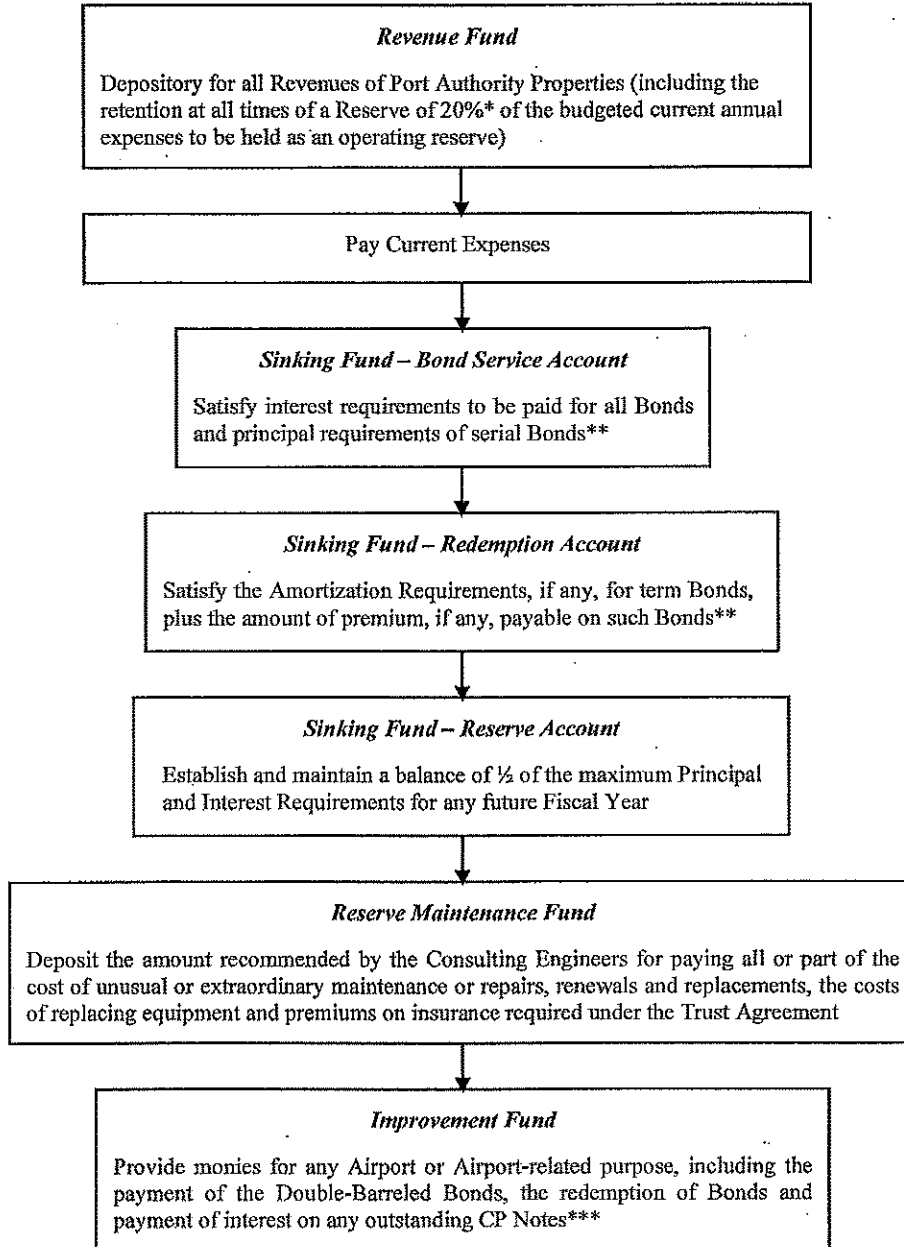 Revenue Fund
Depository for all Revenues of Port Authority Properties (including the
retention at all times of a Reserve of 20%* of the budgeted current annual
expenses to be held as an operating reserve)
Pay Current Expenses
Sinking Fund – Bond Service Account
Satisfy interest requirements to be paid for all Bonds
and principal requirements of serial Bonds**
Sinking Fund – Redemption Account
Satisfy the Amortization Requirements, if any, for term Bonds,
plus the amount of premium, if any, payable on such Bonds**
Sinking Fund – Reserve Account
Establish and maintain a balance of ½ of the maximum Principal
and Interest Requirements for any future Fiscal Year
Reserve Maintenance Fund
Deposit the amount recommended by the Consulting Engineers for paying all or part of the
cost of unusual or extraordinary maintenance or repairs, renewals and replacements, the costs
of replacing equipment and premiums on insurance required under the Trust Agreement
Improvement Fund
Provide monies for any Airport or Airport-related purpose, including the
payment of the Double-Barreled Bonds, the redemption of Bonds and
payment of interest on any outstanding CP Notes***